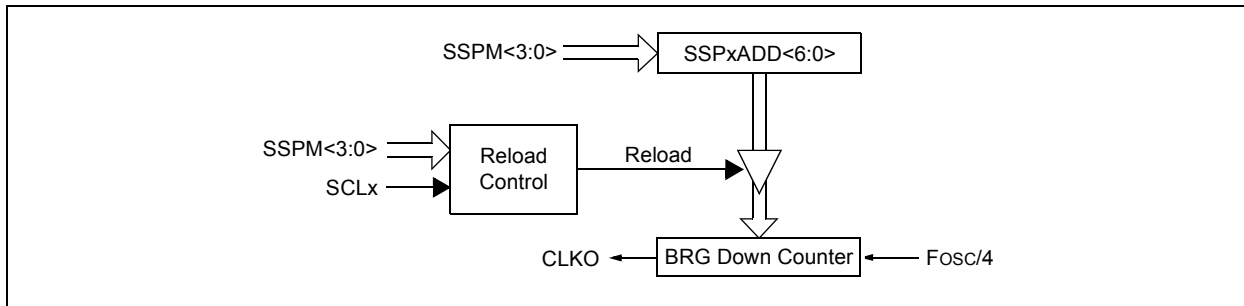 SSPM<3:0>
SSPxADD<6:0>
SSPM<3:0>
SCLx
Reload
Control
Reload
CLKO
BRG Down Counter
FOSC/4